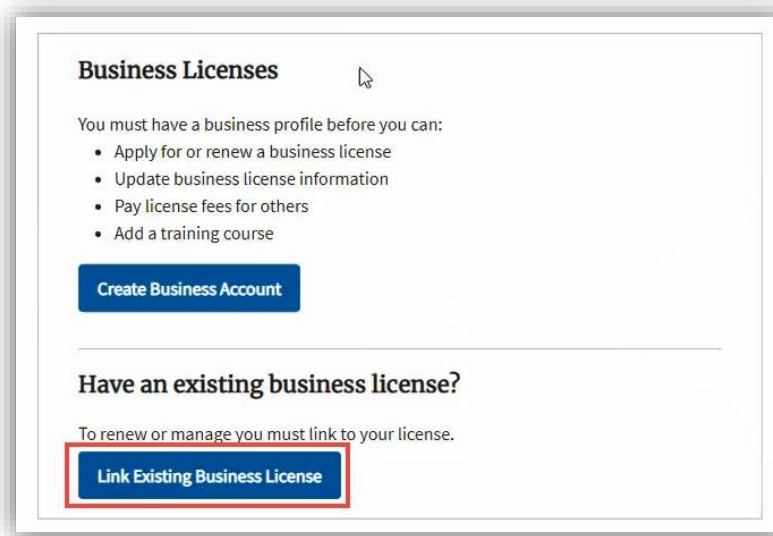 Business Licenses
You must have a business profile before you can:
• Apply for or renew a business license
• Update business license information
• Pay license fees for others
• Add a training course
Create Business Account
Have an existing business license?
To renew or manage you must link to your license.
Link Existing Business License